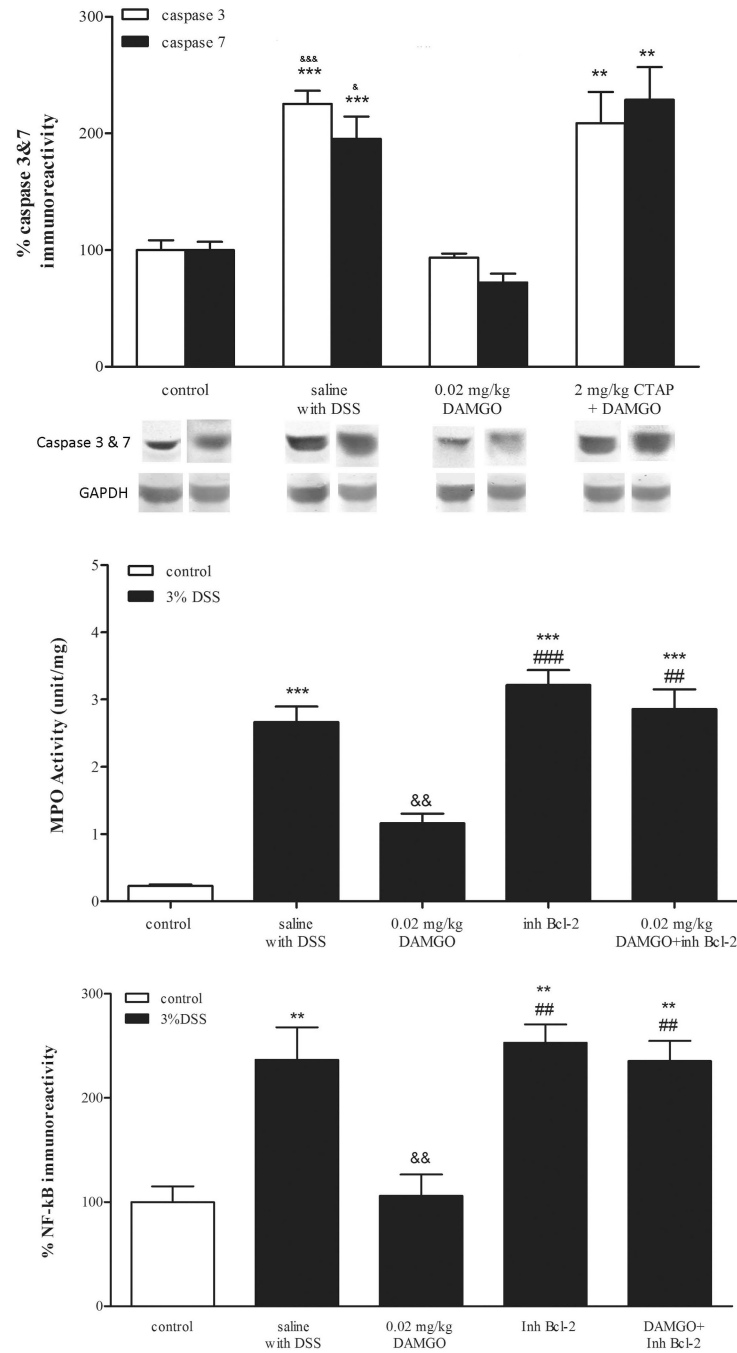 300
caspase 3
caspase 7
&&&
***
&
***
**
**
200
100
0
% caspase 3&7
immunoreactivity
control
saline
with DSS
0.02 mg/kg
DAMGO
2 mg/kg CTAP
+ DAMGO
Caspase 3 & 7
GAPDH
5
control
3% DSS
4
3
2
1
0
MPO Activity (unit/mg)
***
&&
***
###
***
##
control
saline
with DSS
0.02 mg/kg
DAMGO
inh Bcl-2
0.02 mg/kg
DAMGO+inh Bcl-2
300
control
3%DSS
200
100
0
% NF-kB immunoreactivity
**
&&
**
##
**
##
control
saline
with DSS
0.02 mg/kg
DAMGO
Inh Bcl-2
DAMGO+
Inh Bcl-2